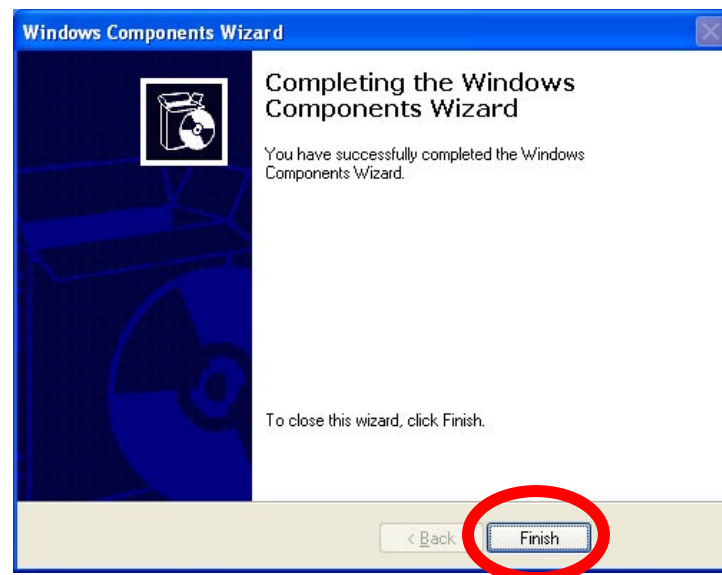 Windows Components Wizard
Completing the Windows
Components Wizard
You have successfully completed the Windows
Components Wizard.
To close this wizard, click Finish.
< Back
Finish